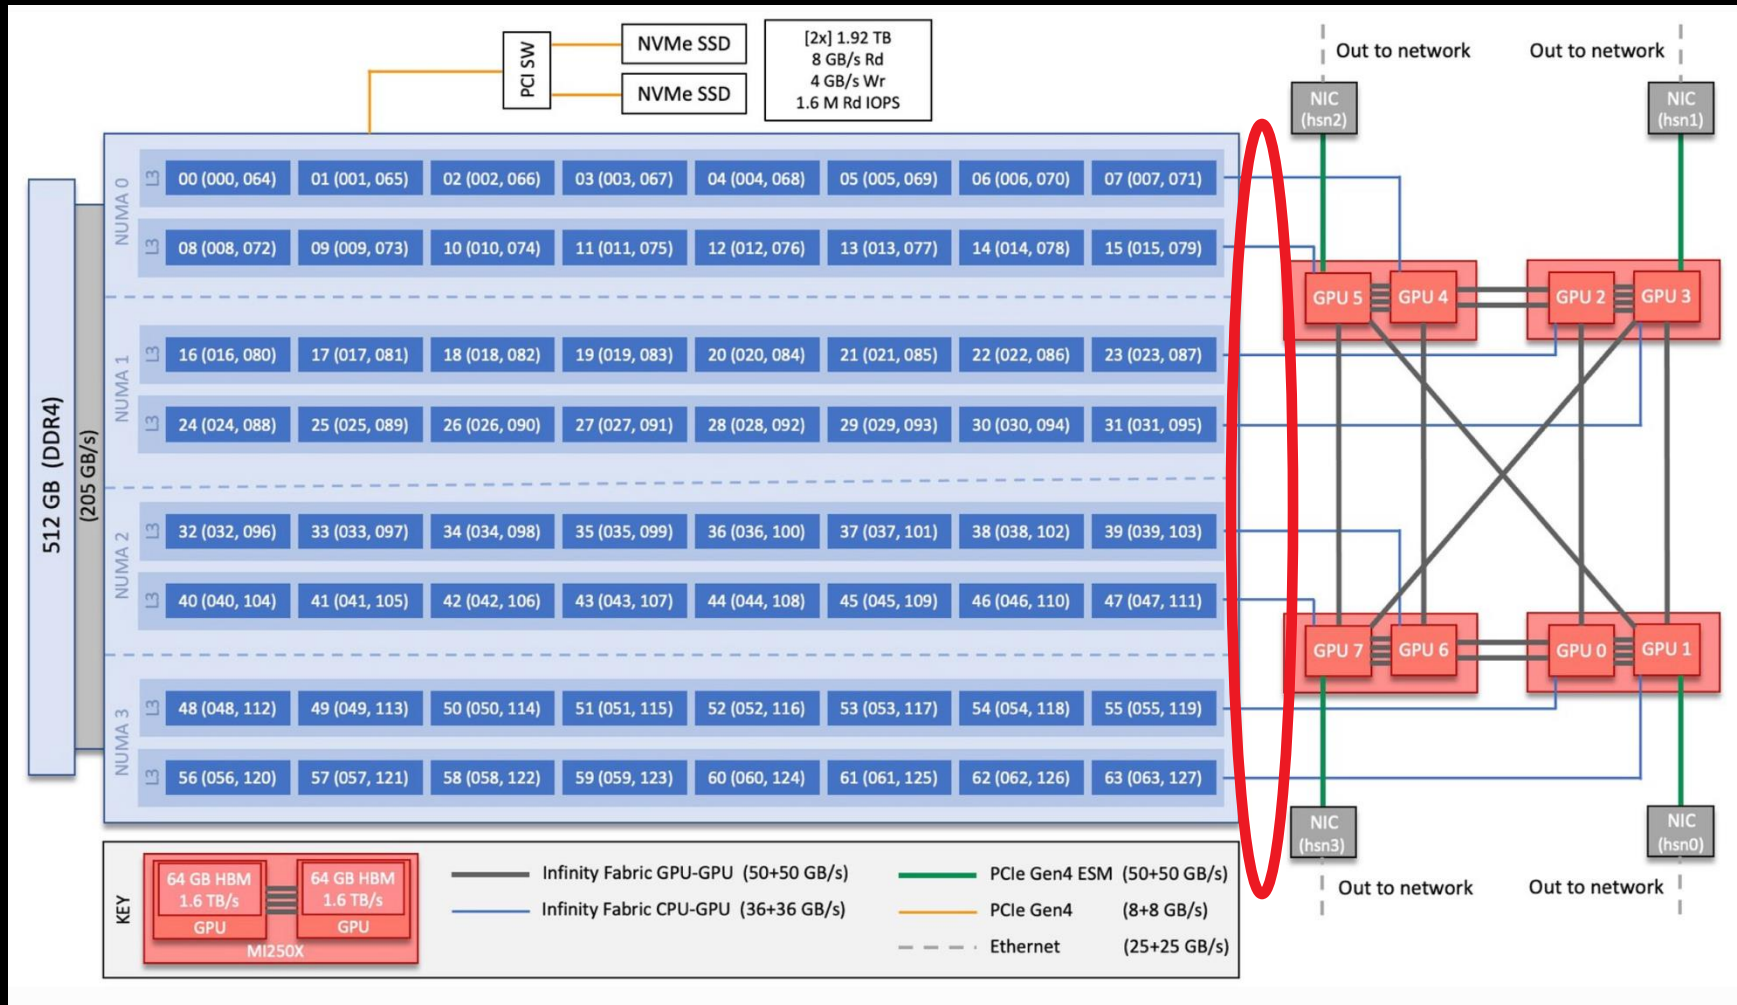 PCI SW
NVMe SSD
NVMe SSD
[2x] 1.92 TB
8 GB/s Rd
4 GB/s Wr
1.6 M Rd IOPS
Out to network
Out to network
NIC
(hsn2)
NIC
(hsn1)
512 GB (DDR4)
(205 GB/s)
NUMA 0
L3
00 (000, 064) 01 (001, 065) 02 (002, 066) 03 (003, 067) 04 (004, 068) 05 (005, 069) 06 (006, 070) 07 (007, 071)
L3
08 (008, 072) 09 (009, 073) 10 (010, 074) 11 (011, 075) 12 (012, 076) 13 (013, 077) 14 (014, 078) 15 (015, 079)
NUMA 1
L3
16 (016, 080) 17 (017, 081) 18 (018, 082) 19 (019, 083) 20 (020, 084) 21 (021, 085) 22 (022, 086) 23 (023, 087)
L3
24 (024, 088) 25 (025, 089) 26 (026, 090) 27 (027, 091) 28 (028, 092) 29 (029, 093) 30 (030, 094) 31 (031, 095)
NUMA 2
L3
32 (032, 096) 33 (033, 097) 34 (034, 098) 35 (035, 099) 36 (036, 100) 37 (037, 101) 38 (038, 102) 39 (039, 103)
L3
40 (040, 104) 41 (041, 105) 42 (042, 106) 43 (043, 107) 44 (044, 108) 45 (045, 109) 46 (046, 110) 47 (047, 111)
NUMA 3
L3
48 (048, 112) 49 (049, 113) 50 (050, 114) 51 (051, 115) 52 (052, 116) 53 (053, 117) 54 (054, 118) 55 (055, 119)
L3
56 (056, 120) 57 (057, 121) 58 (058, 122) 59 (059, 123) 60 (060, 124) 61 (061, 125) 62 (062, 126) 63 (063, 127)
GPU 5 GPU 4 GPU 2 GPU 3
GPU 7 GPU 6 GPU 0 GPU 1
NIC
(hsn3)
NIC
(hsn0)
Out to network
Out to network
KEY
64 GB HBM
1.6 TB/s
GPU
64 GB HBM
1.6 TB/s
GPU
MI250X
Infinity Fabric GPU-GPU (50+50 GB/s)
Infinity Fabric CPU-GPU (36+36 GB/s)
PCIe Gen4 ESM (50+50 GB/s)
PCIe Gen4 (8+8 GB/s)
Ethernet (25+25 GB/s)